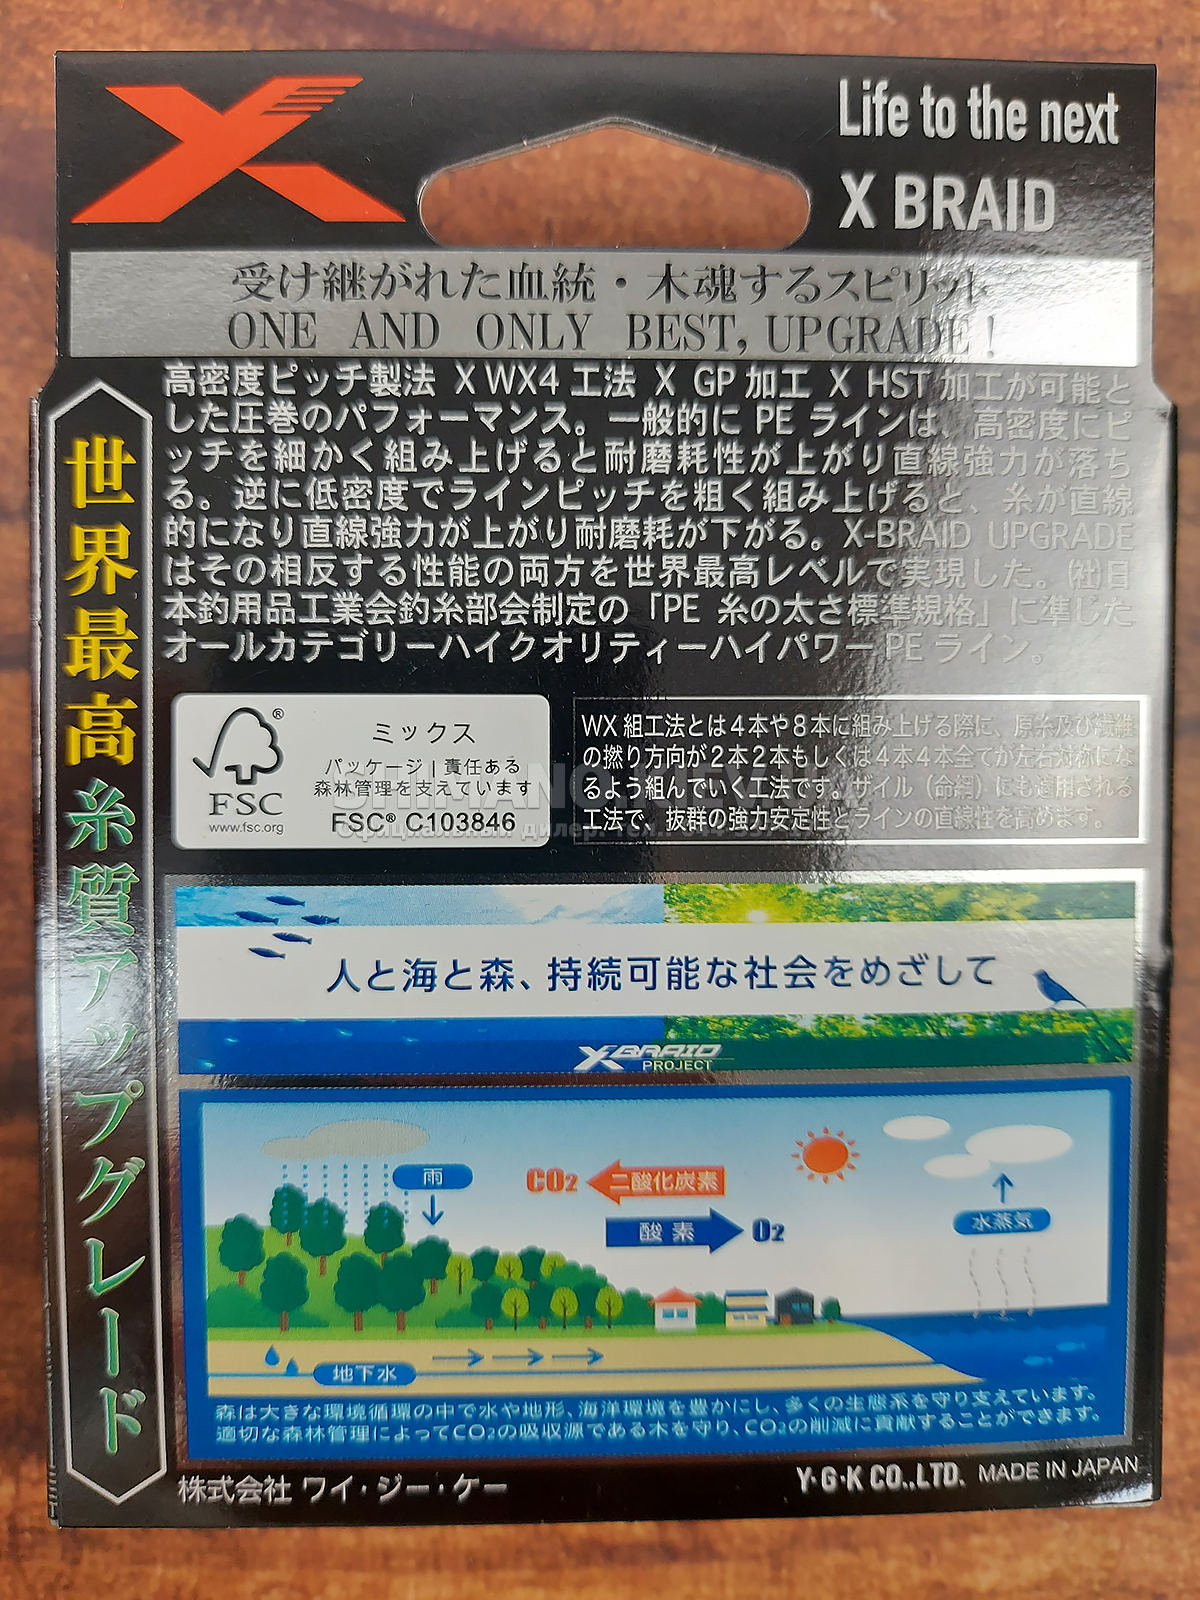 Life to the next
X BRAID
受け継がれた血統・木魂するスピリット
ONE AND ONLY BEST, UPGRADE!
世界最高糸質アップグレード
高密度ピッチ製法 X WX4 工法 X GP 加工 X HST 加工が可能と
した圧巻のパフォーマンス。一般的に PE ラインは、高密度にピ
ッチを細かく組み上げると耐磨耗性が上がり直線強力が落ち
る。逆に低密度でラインピッチを粗く組み上げると、糸が直線
的になり直線強力が上がり耐磨耗が下がる。X-BRAID UPGRADE
はその相反する性能の両方を世界最高レベルで実現した。(社)日
本釣用品工業会釣糸部会制定の「PE 糸の太さ標準規格」に準じた
オールカテゴリーハイクオリティーハイパワー PE ライン。
FSC
®
www.fsc.org
ミックス
パッケージ | 責任ある
森林管理を支えています
FSC® C103846
WX 組工法とは4本や8本に組み上げる際に、原糸及び繊維
の撚り方向が2本2本もしくは4本4本全てが左右対称にな
るよう組んでいく工法です。ザイル（命綱）にも適用される
工法で、抜群の強力安定性とラインの直線性を高めます。
人と海と森、持続可能な社会をめざして
X BRAID
PROJECT
雨
CO2
二酸化炭素
酸素
O2
水蒸気
地下水
森は大きな環境循環の中で水や地形、海洋環境を豊かにし、多くの生態系を守り支えています。
適切な森林管理によってCO2の吸収源である木を守り、CO2の削減に貢献することができます。
株式会社 ワイ・ジー・ケー
Y·G·K CO.,LTD. MADE IN JAPAN